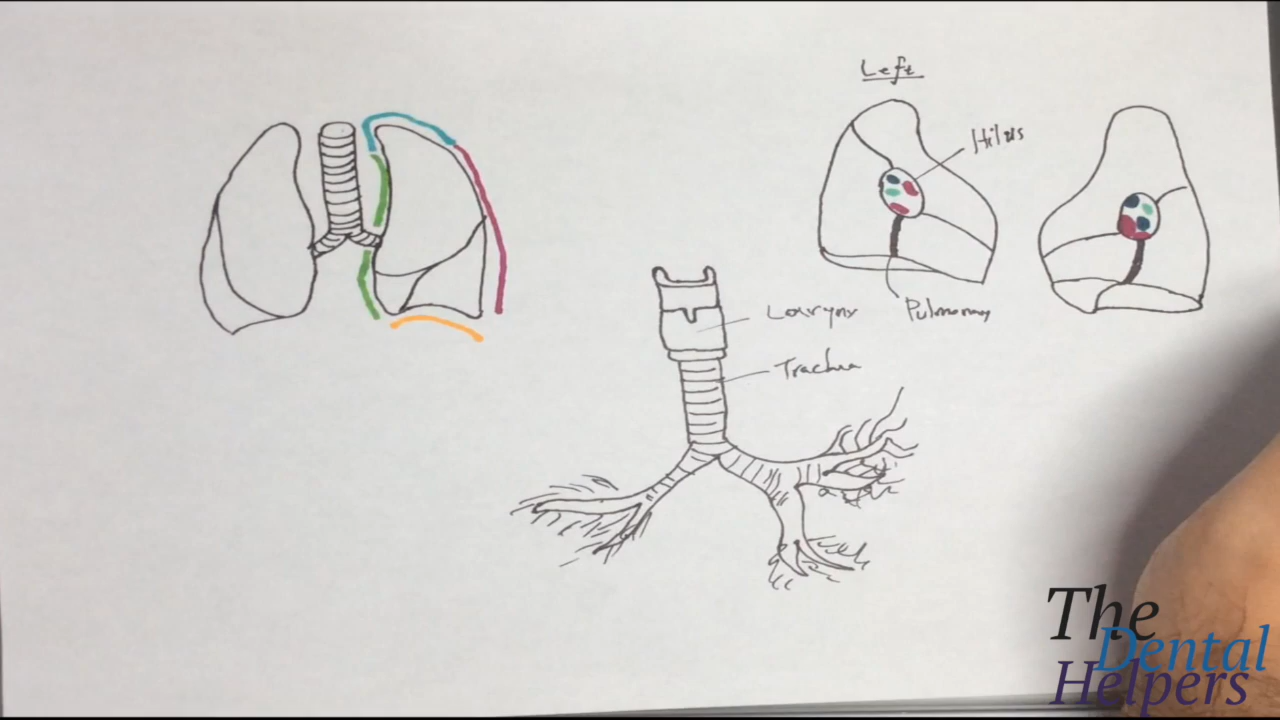 Left
Hilus
Larynx
Pulmonary
Trachea
The
Dental
Helpers